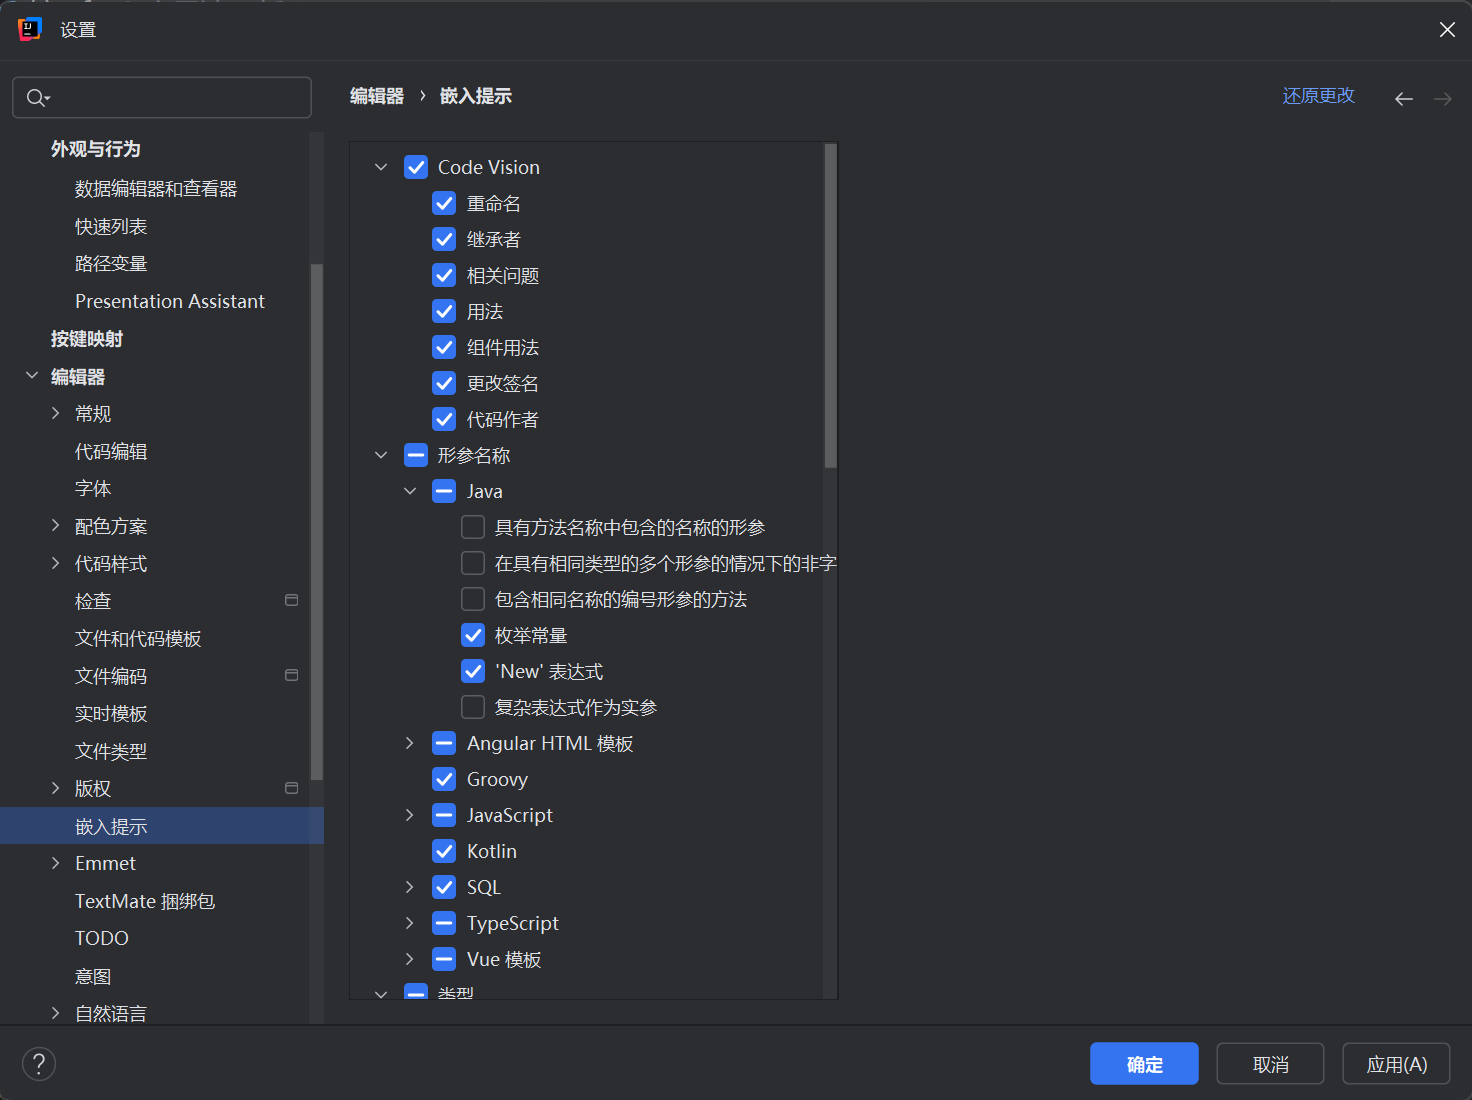 设置
编辑器 › 嵌入提示
还原更改
外观与行为
数据编辑器和查看器
快速列表
路径变量
Presentation Assistant
按键映射
编辑器
常规
代码编辑
字体
配色方案
代码样式
检查
文件和代码模板
文件编码
实时模板
文件类型
版权
嵌入提示
Emmet
TextMate 捆绑包
TODO
意图
自然语言
Code Vision
重命名
继承者
相关问题
用法
组件用法
更改签名
代码作者
形参名称
Java
具有方法名称中包含的名称的形参
在具有相同类型的多个形参的情况下的非字
包含相同名称的编号形参的方法
枚举常量
'New' 表达式
复杂表达式作为实参
Angular HTML 模板
Groovy
JavaScript
Kotlin
SQL
TypeScript
Vue 模板
类型
?
确定
取消
应用(A)